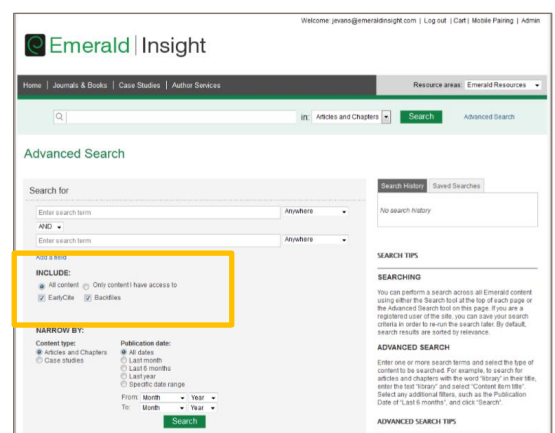 Welcome: jevans@emeraldinsight.com | Log out | Cart | Mobile Pairing | Admin
Emerald | Insight
Home | Journals & Books | Case Studies | Author Services
Resource areas: Emerald Resources
in: Articles and Chapters Search Advanced Search
Advanced Search
Search for
Enter search term Anywhere
AND
Enter search term Anywhere
Add a field
INCLUDE:
All content Only content I have access to
EarlyCite Backfiles
NARROW BY:
Content type: Publication date:
Articles and Chapters All dates
Case studies Last month
Last 6 months
Last year
Specific date range
From: Month Year
To: Month Year
Search
Search History Saved Searches
No search history
SEARCH TIPS
SEARCHING
You can perform a search across all Emerald content
using either the Search tool at the top of each page or
the Advanced Search tool on this page. If you are a
registered user of the site, you can save your search
criteria in order to re-run the search later. By default,
search results are sorted by relevance.
ADVANCED SEARCH
Enter one or more search terms and select the type of
content to be searched. For example, to search for
articles and chapters with the word "library" in their title,
enter the text "library" and select "Content item title".
Select any additional filters, such as the Publication
Date of "Last 6 months", and click "Search".
ADVANCED SEARCH TIPS